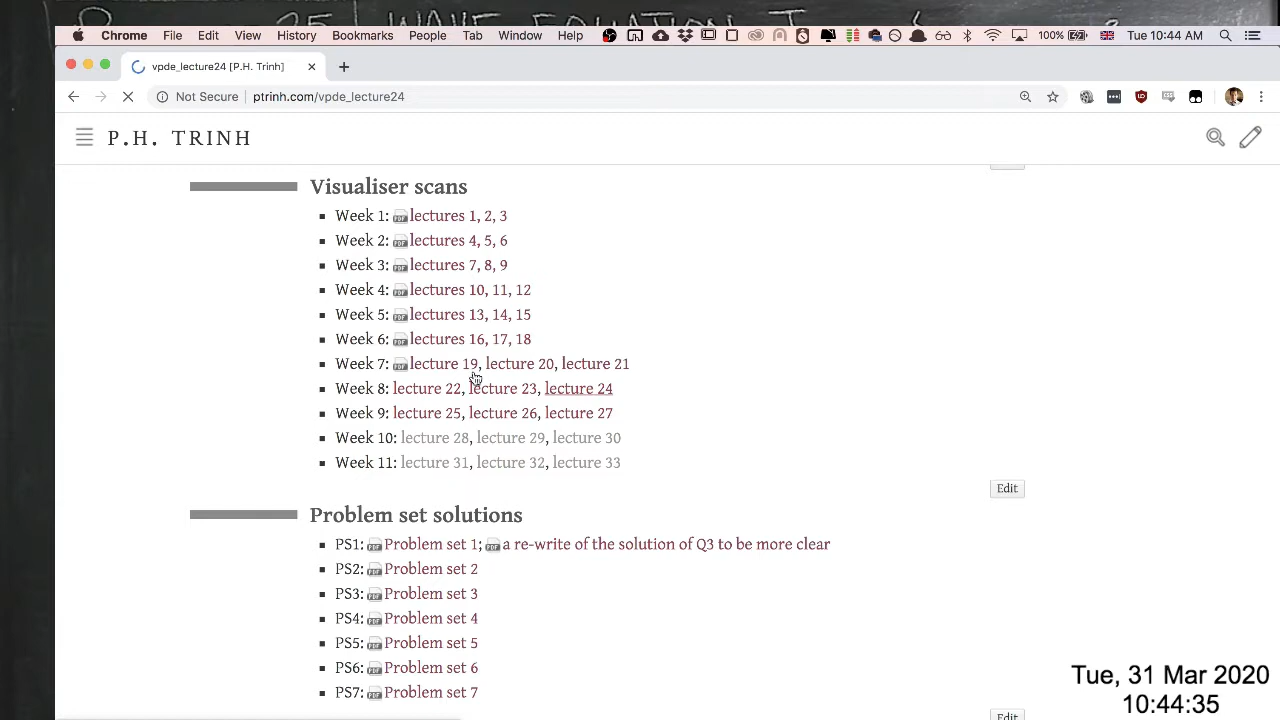 25 WAVE EQUATION I
Chrome File Edit View History Bookmarks People Tab Window Help 100% Tue 10:44 AM
vpde_lecture24 [P.H. Trinh]
Not Secure ptrinh.com/vpde_lecture24
P.H. TRINH
Visualiser scans
Week 1: lectures 1, 2, 3
Week 2: lectures 4, 5, 6
Week 3: lectures 7, 8, 9
Week 4: lectures 10, 11, 12
Week 5: lectures 13, 14, 15
Week 6: lectures 16, 17, 18
Week 7: lecture 19, lecture 20, lecture 21
Week 8: lecture 22, lecture 23, lecture 24
Week 9: lecture 25, lecture 26, lecture 27
Week 10: lecture 28, lecture 29, lecture 30
Week 11: lecture 31, lecture 32, lecture 33
Edit
Problem set solutions
PS1: Problem set 1; a re-write of the solution of Q3 to be more clear
PS2: Problem set 2
PS3: Problem set 3
PS4: Problem set 4
PS5: Problem set 5
PS6: Problem set 6
PS7: Problem set 7
Edit
Tue, 31 Mar 2020
10:44:35